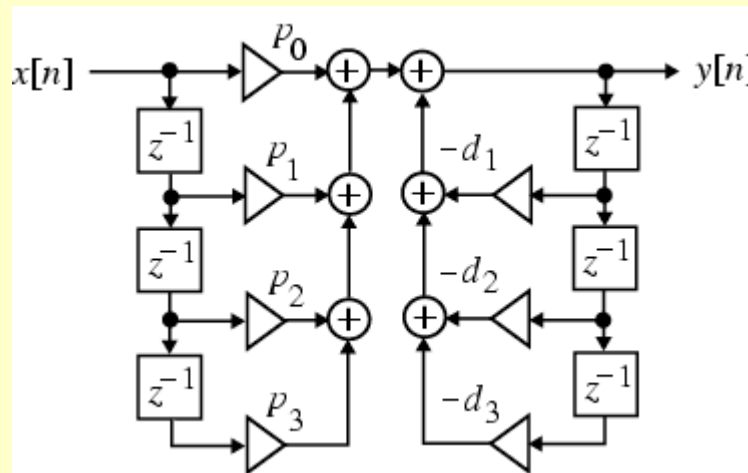 p₀
x[n] + + y[n]
z⁻¹ z⁻¹
p₁ -d₁
+ +
z⁻¹ z⁻¹
p₂ -d₂
+ +
z⁻¹ z⁻¹
p₃ -d₃